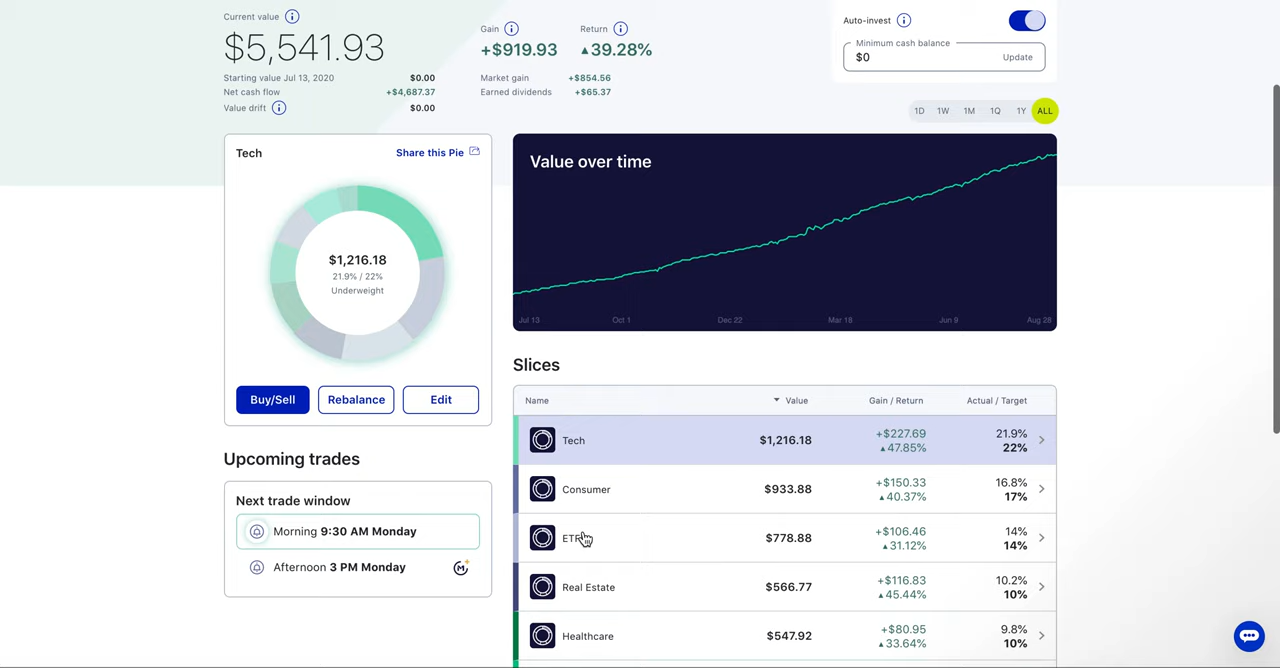 Current value
$5,541.93
Starting value Jul 13, 2020 $0.00
Net cash flow +$4,687.37
Value drift $0.00
Gain Return
+$919.93 ▲39.28%
Market gain +$854.56
Earned dividends +$65.37
Auto-invest
Minimum cash balance
$0 Update
1D 1W 1M 1Q 1Y ALL
Tech Share this Pie
$1,216.18
21.9% / 22%
Underweight
Buy/Sell Rebalance Edit
Upcoming trades
Next trade window
Morning 9:30 AM Monday
Afternoon 3 PM Monday
M
Value over time
Jul 13 Oct 1 Dec 22 Mar 18 Jun 9 Aug 28
Slices
Name Value Gain / Return Actual / Target
Tech $1,216.18 +$227.69 21.9%
▲47.85% 22%
Consumer $933.88 +$150.33 16.8%
▲40.37% 17%
$778.88 +$106.46 14%
▲31.12% 14%
Real Estate $566.77 +$116.83 10.2%
▲45.44% 10%
Healthcare $547.92 +$80.95 9.8%
▲33.64% 10%